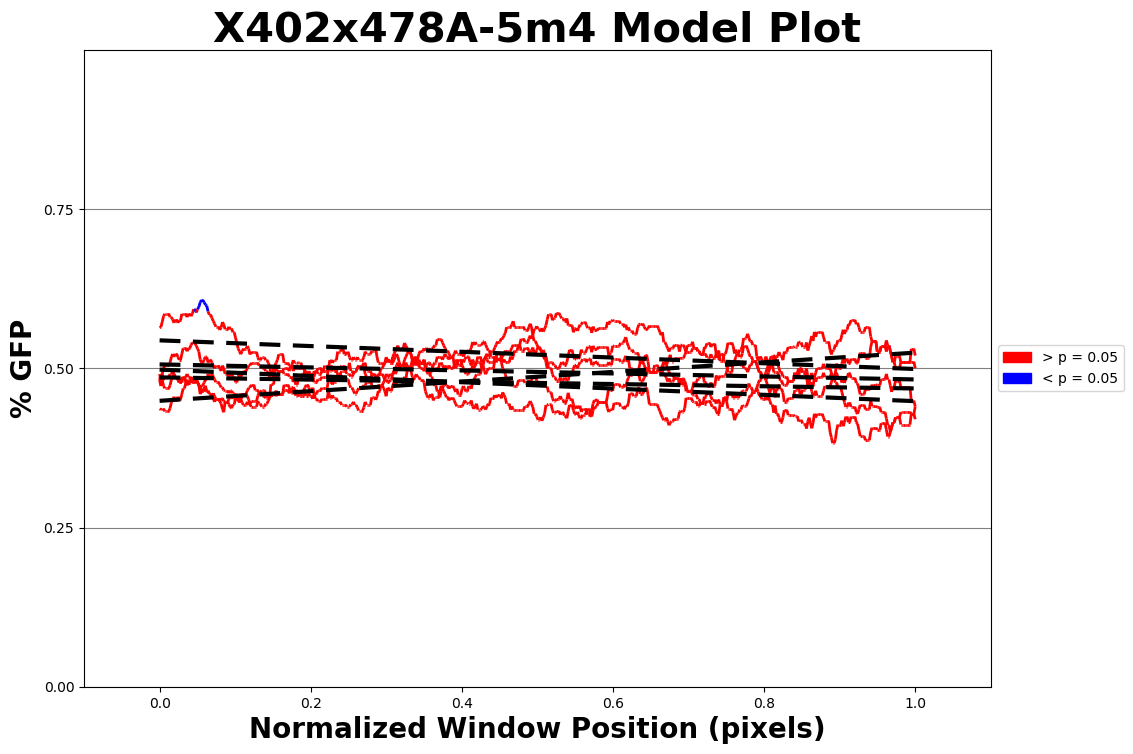 X402x478A-5m4 Model Plot
% GFP
0.75
0.50
0.25
0.00
0.0 0.2 0.4 0.6 0.8 1.0
Normalized Window Position (pixels)
> p = 0.05
< p = 0.05